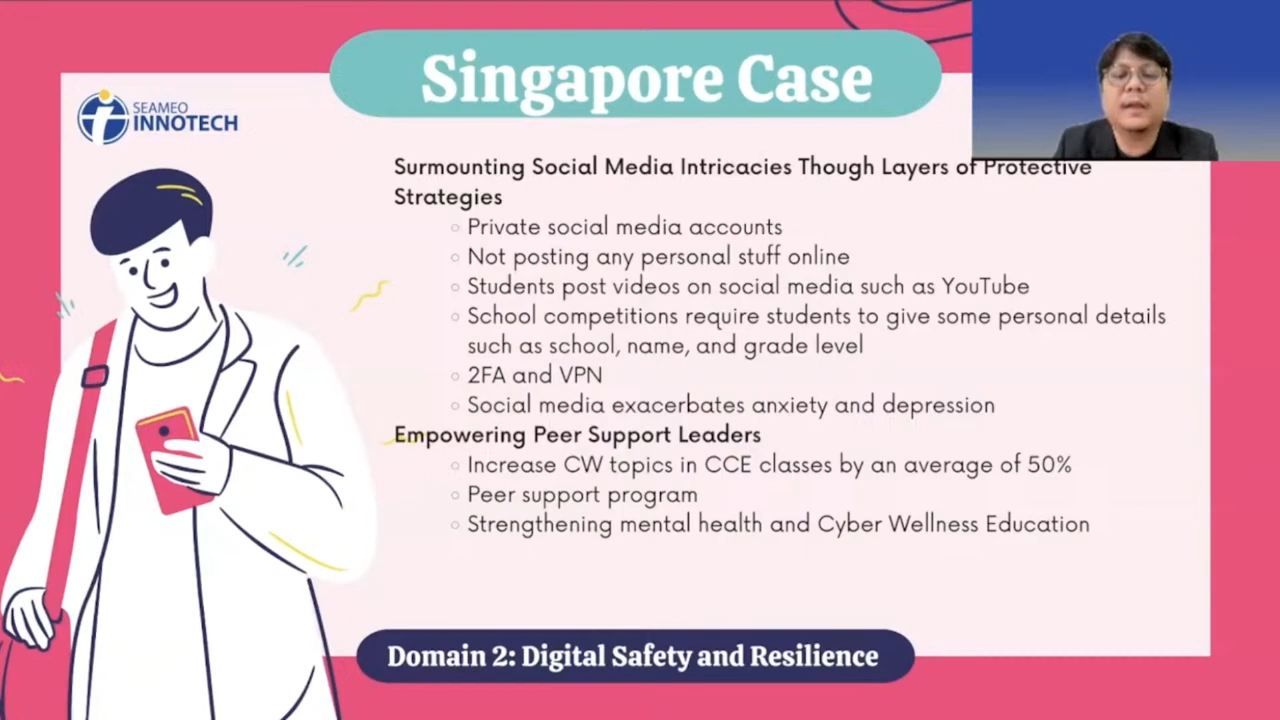 Singapore Case
SEAMEO
INNOTECH
Surmounting Social Media Intricacies Though Layers of Protective
Strategies
Private social media accounts
Not posting any personal stuff online
Students post videos on social media such as YouTube
School competitions require students to give some personal details
such as school, name, and grade level
2FA and VPN
Social media exacerbates anxiety and depression
Empowering Peer Support Leaders
Increase CW topics in CCE classes by an average of 50%
Peer support program
Strengthening mental health and Cyber Wellness Education
Domain 2: Digital Safety and Resilience